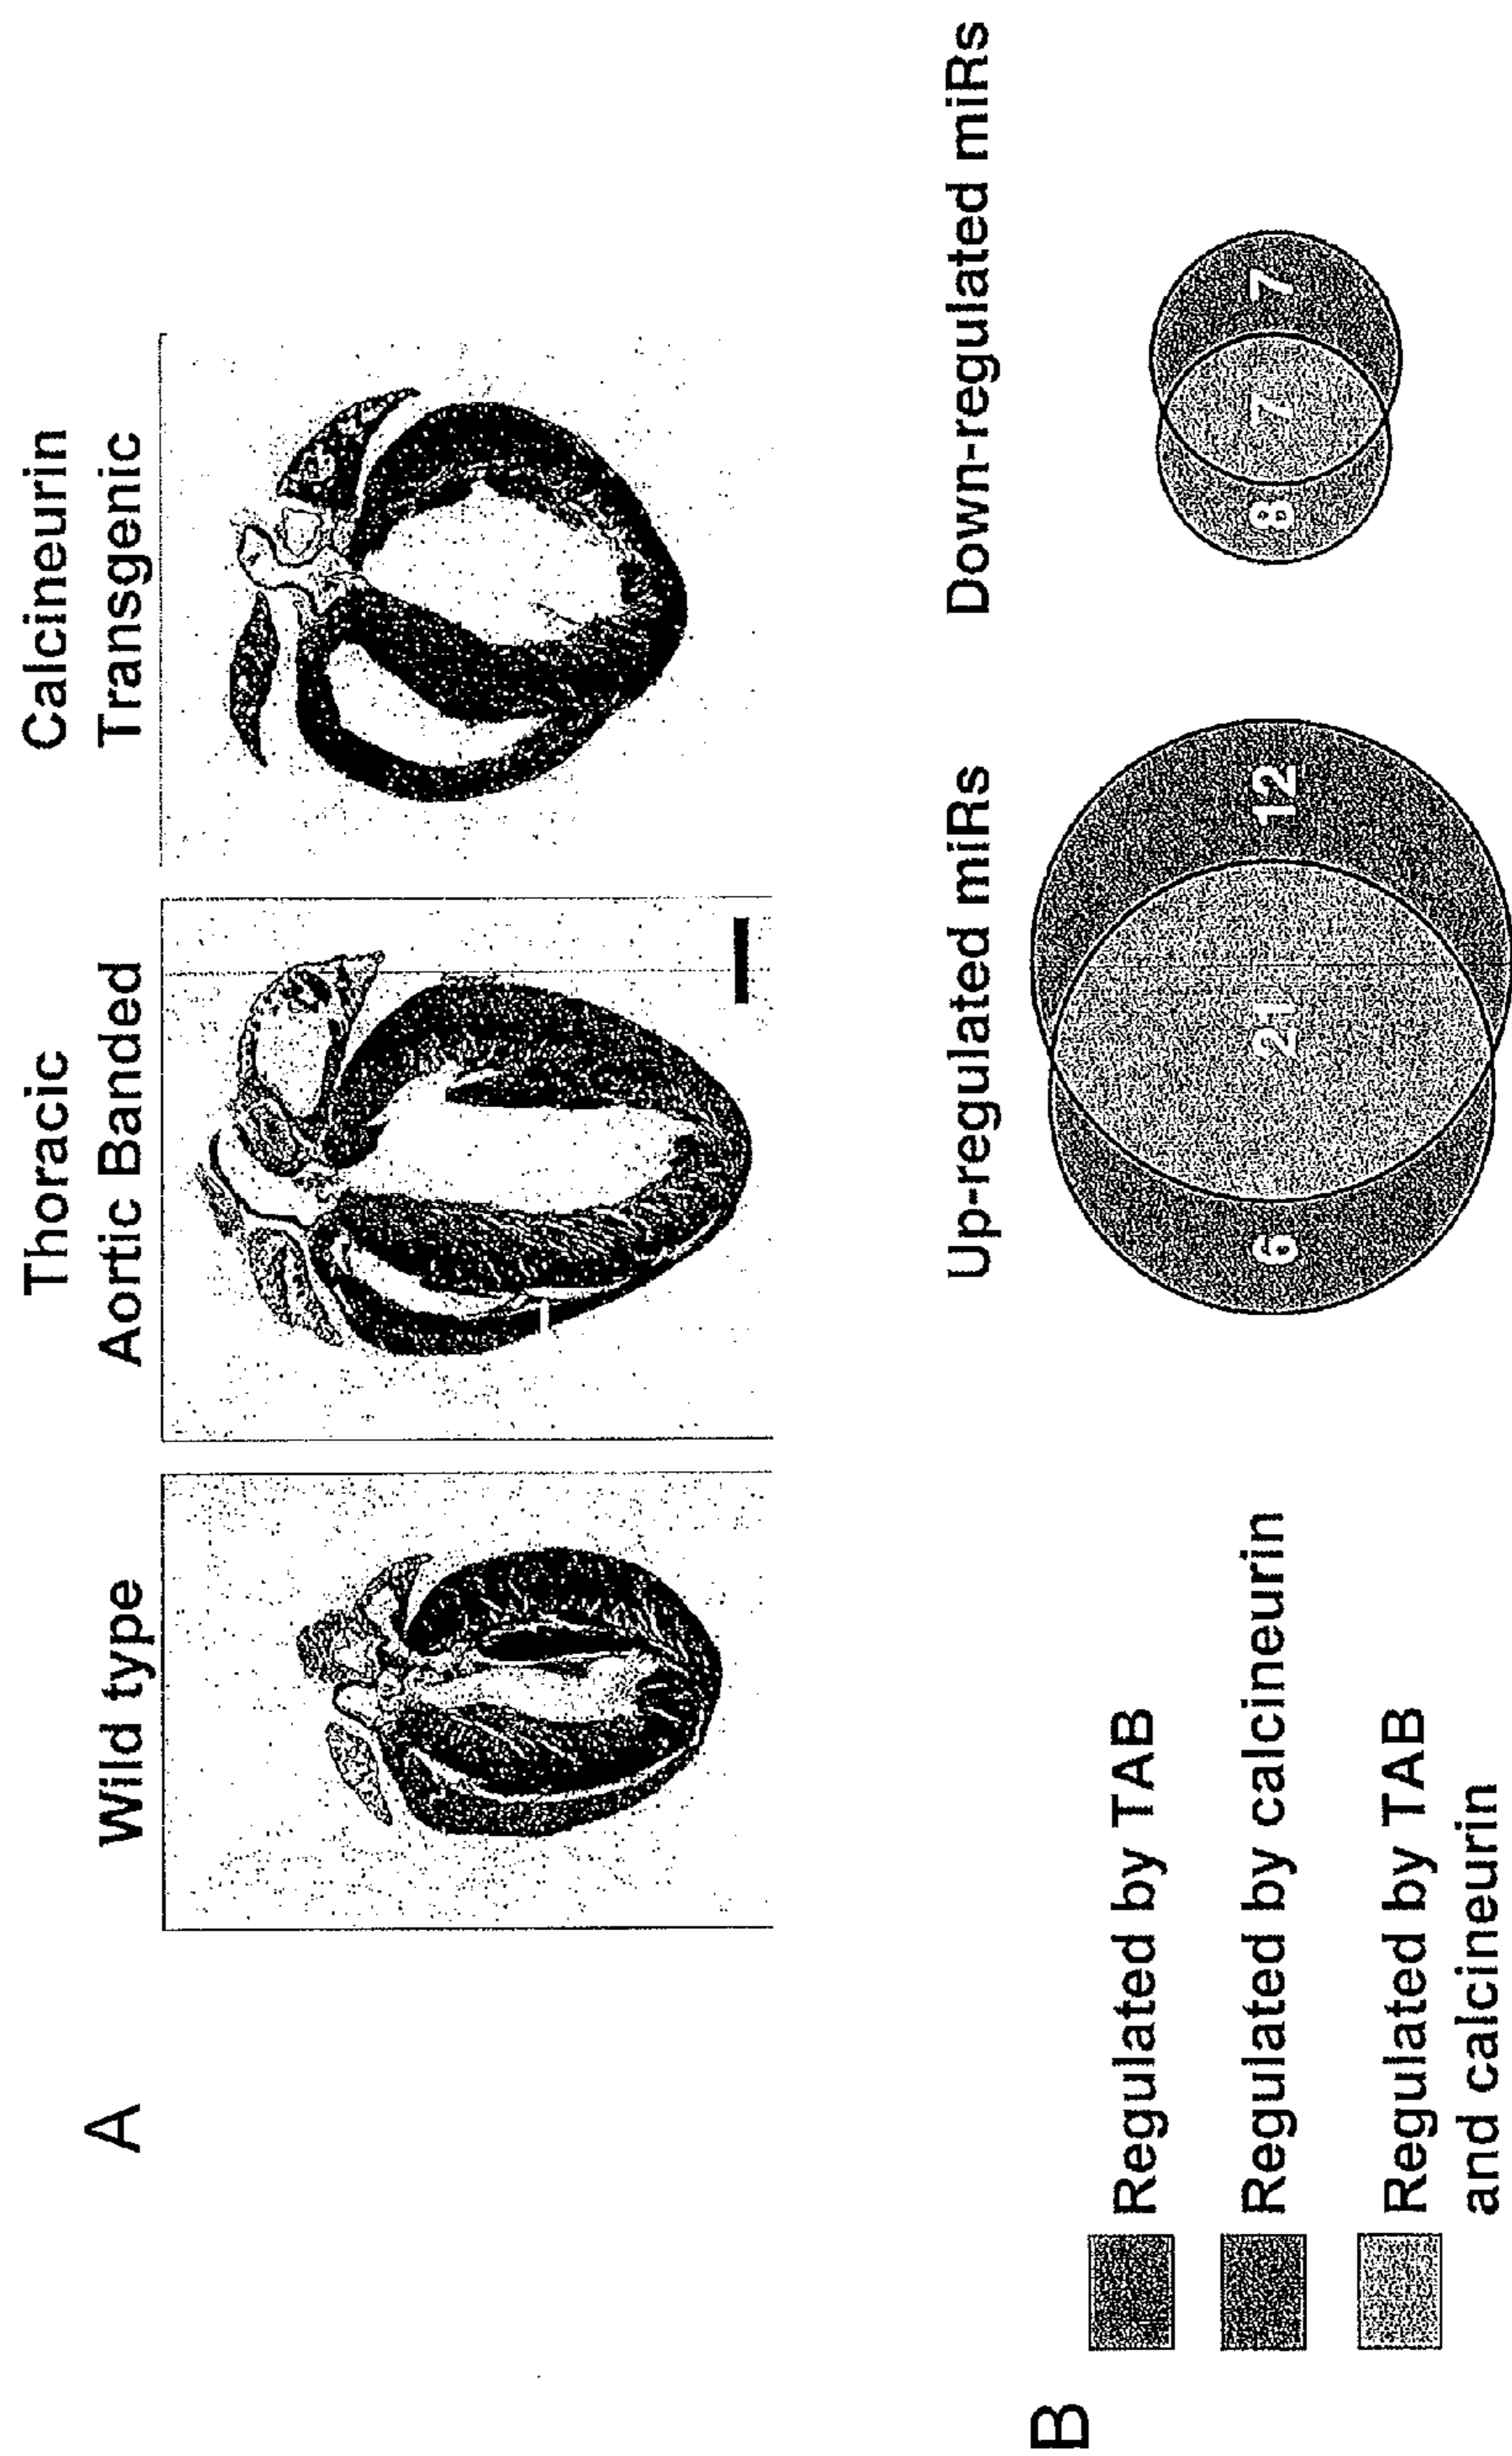 A
Wild type
Thoracic
Aortic Banded
Calcineurin
Transgenic
B
Regulated by TAB
Regulated by calcineurin
Regulated by TAB
and calcineurin
Up-regulated miRs
6 21 12
Down-regulated miRs
8 7 7